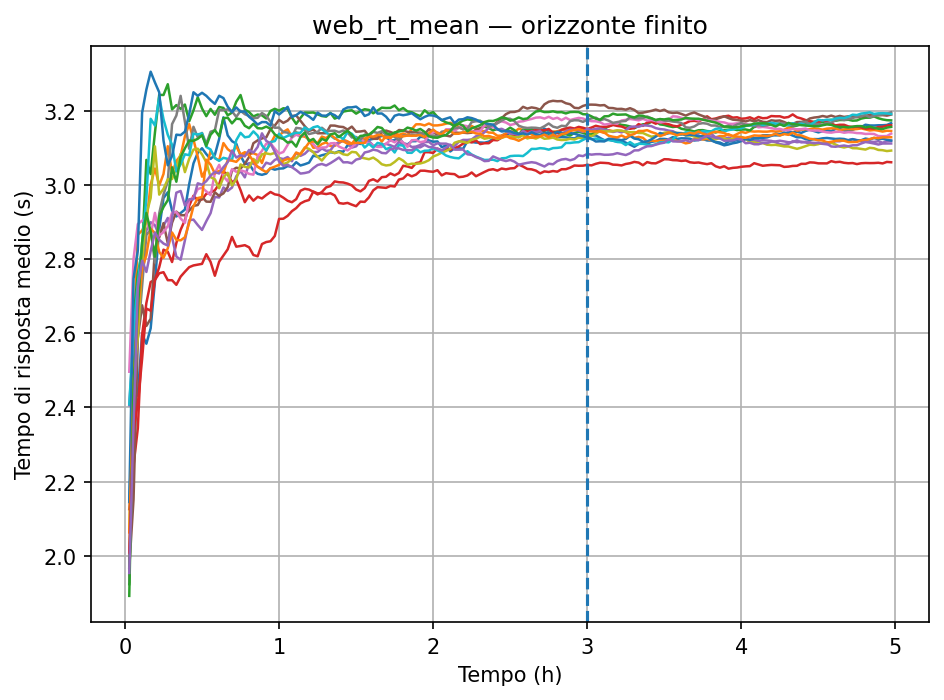 web_rt_mean — orizzonte finito
Tempo di risposta medio (s)
3.2
3.0
2.8
2.6
2.4
2.2
2.0
0 1 2 3 4 5
Tempo (h)